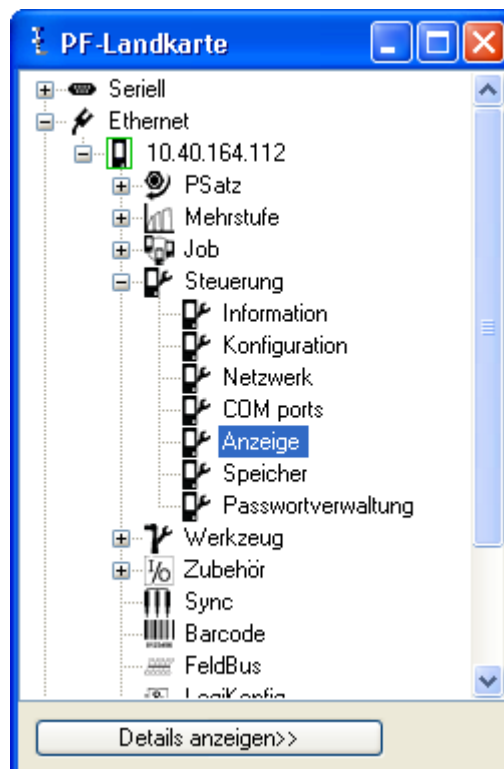 PF-Landkarte
Seriell
Ethernet
10.40.164.112
PSatz
Mehrstufe
Job
Steuerung
Information
Konfiguration
Netzwerk
COM ports
Anzeige
Speicher
Passwortverwaltung
Werkzeug
I/O Zubehör
Sync
Barcode
FeldBus
LogiKonfig
Details anzeigen>>